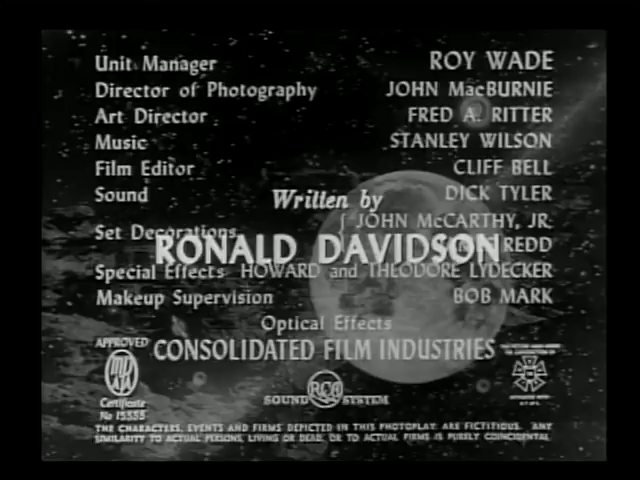 Unit Manager ROY WADE
Director of Photography JOHN MacBURNIE
Art Director FRED A. RITTER
Music STANLEY WILSON
Film Editor CLIFF BELL
Sound DICK TYLER
Written by
Set Decorations JOHN McCARTHY, JR.
REDD
RONALD DAVIDSON
Special Effects HOWARD and THEODORE LYDECKER
Makeup Supervision BOB MARK
Optical Effects
CONSOLIDATED FILM INDUSTRIES
APPROVED
Certificate
No 15335
RCA
SOUND SYSTEM
THE CHARACTERS, EVENTS AND FIRMS DEPICTED IN THIS PHOTOPLAY ARE FICTITIOUS. ANY
SIMILARITY TO ACTUAL PERSONS, LIVING OR DEAD, OR TO ACTUAL FIRMS IS PURELY COINCIDENTAL